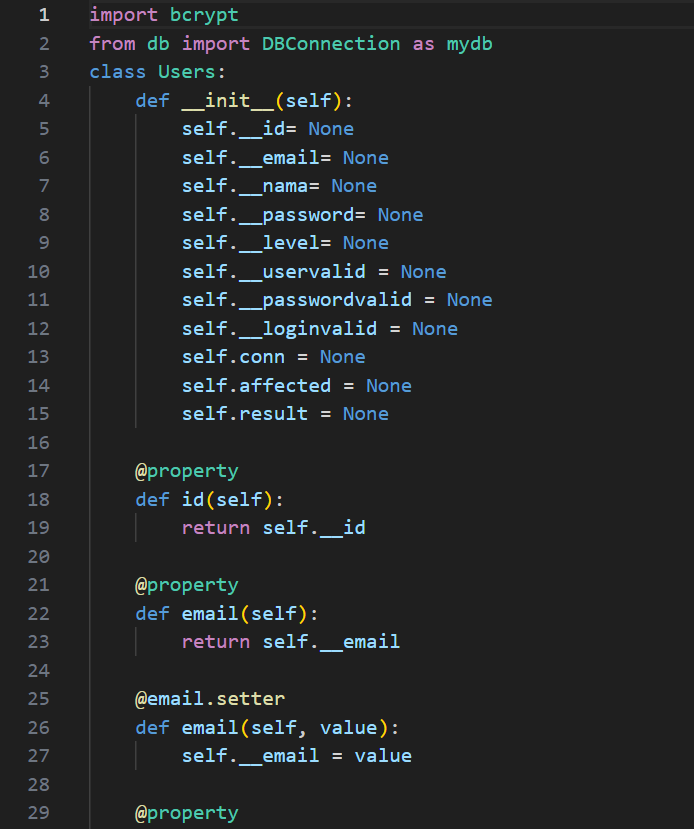 1 import bcrypt
2 from db import DBConnection as mydb
3 class Users:
4     def __init__(self):
5         self.__id= None
6         self.__email= None
7         self.__nama= None
8         self.__password= None
9         self.__level= None
10         self.__uservalid = None
11         self.__passwordvalid = None
12         self.__loginvalid = None
13         self.conn = None
14         self.affected = None
15         self.result = None
16
17     @property
18     def id(self):
19         return self.__id
20
21     @property
22     def email(self):
23         return self.__email
24
25     @email.setter
26     def email(self, value):
27         self.__email = value
28
29     @property